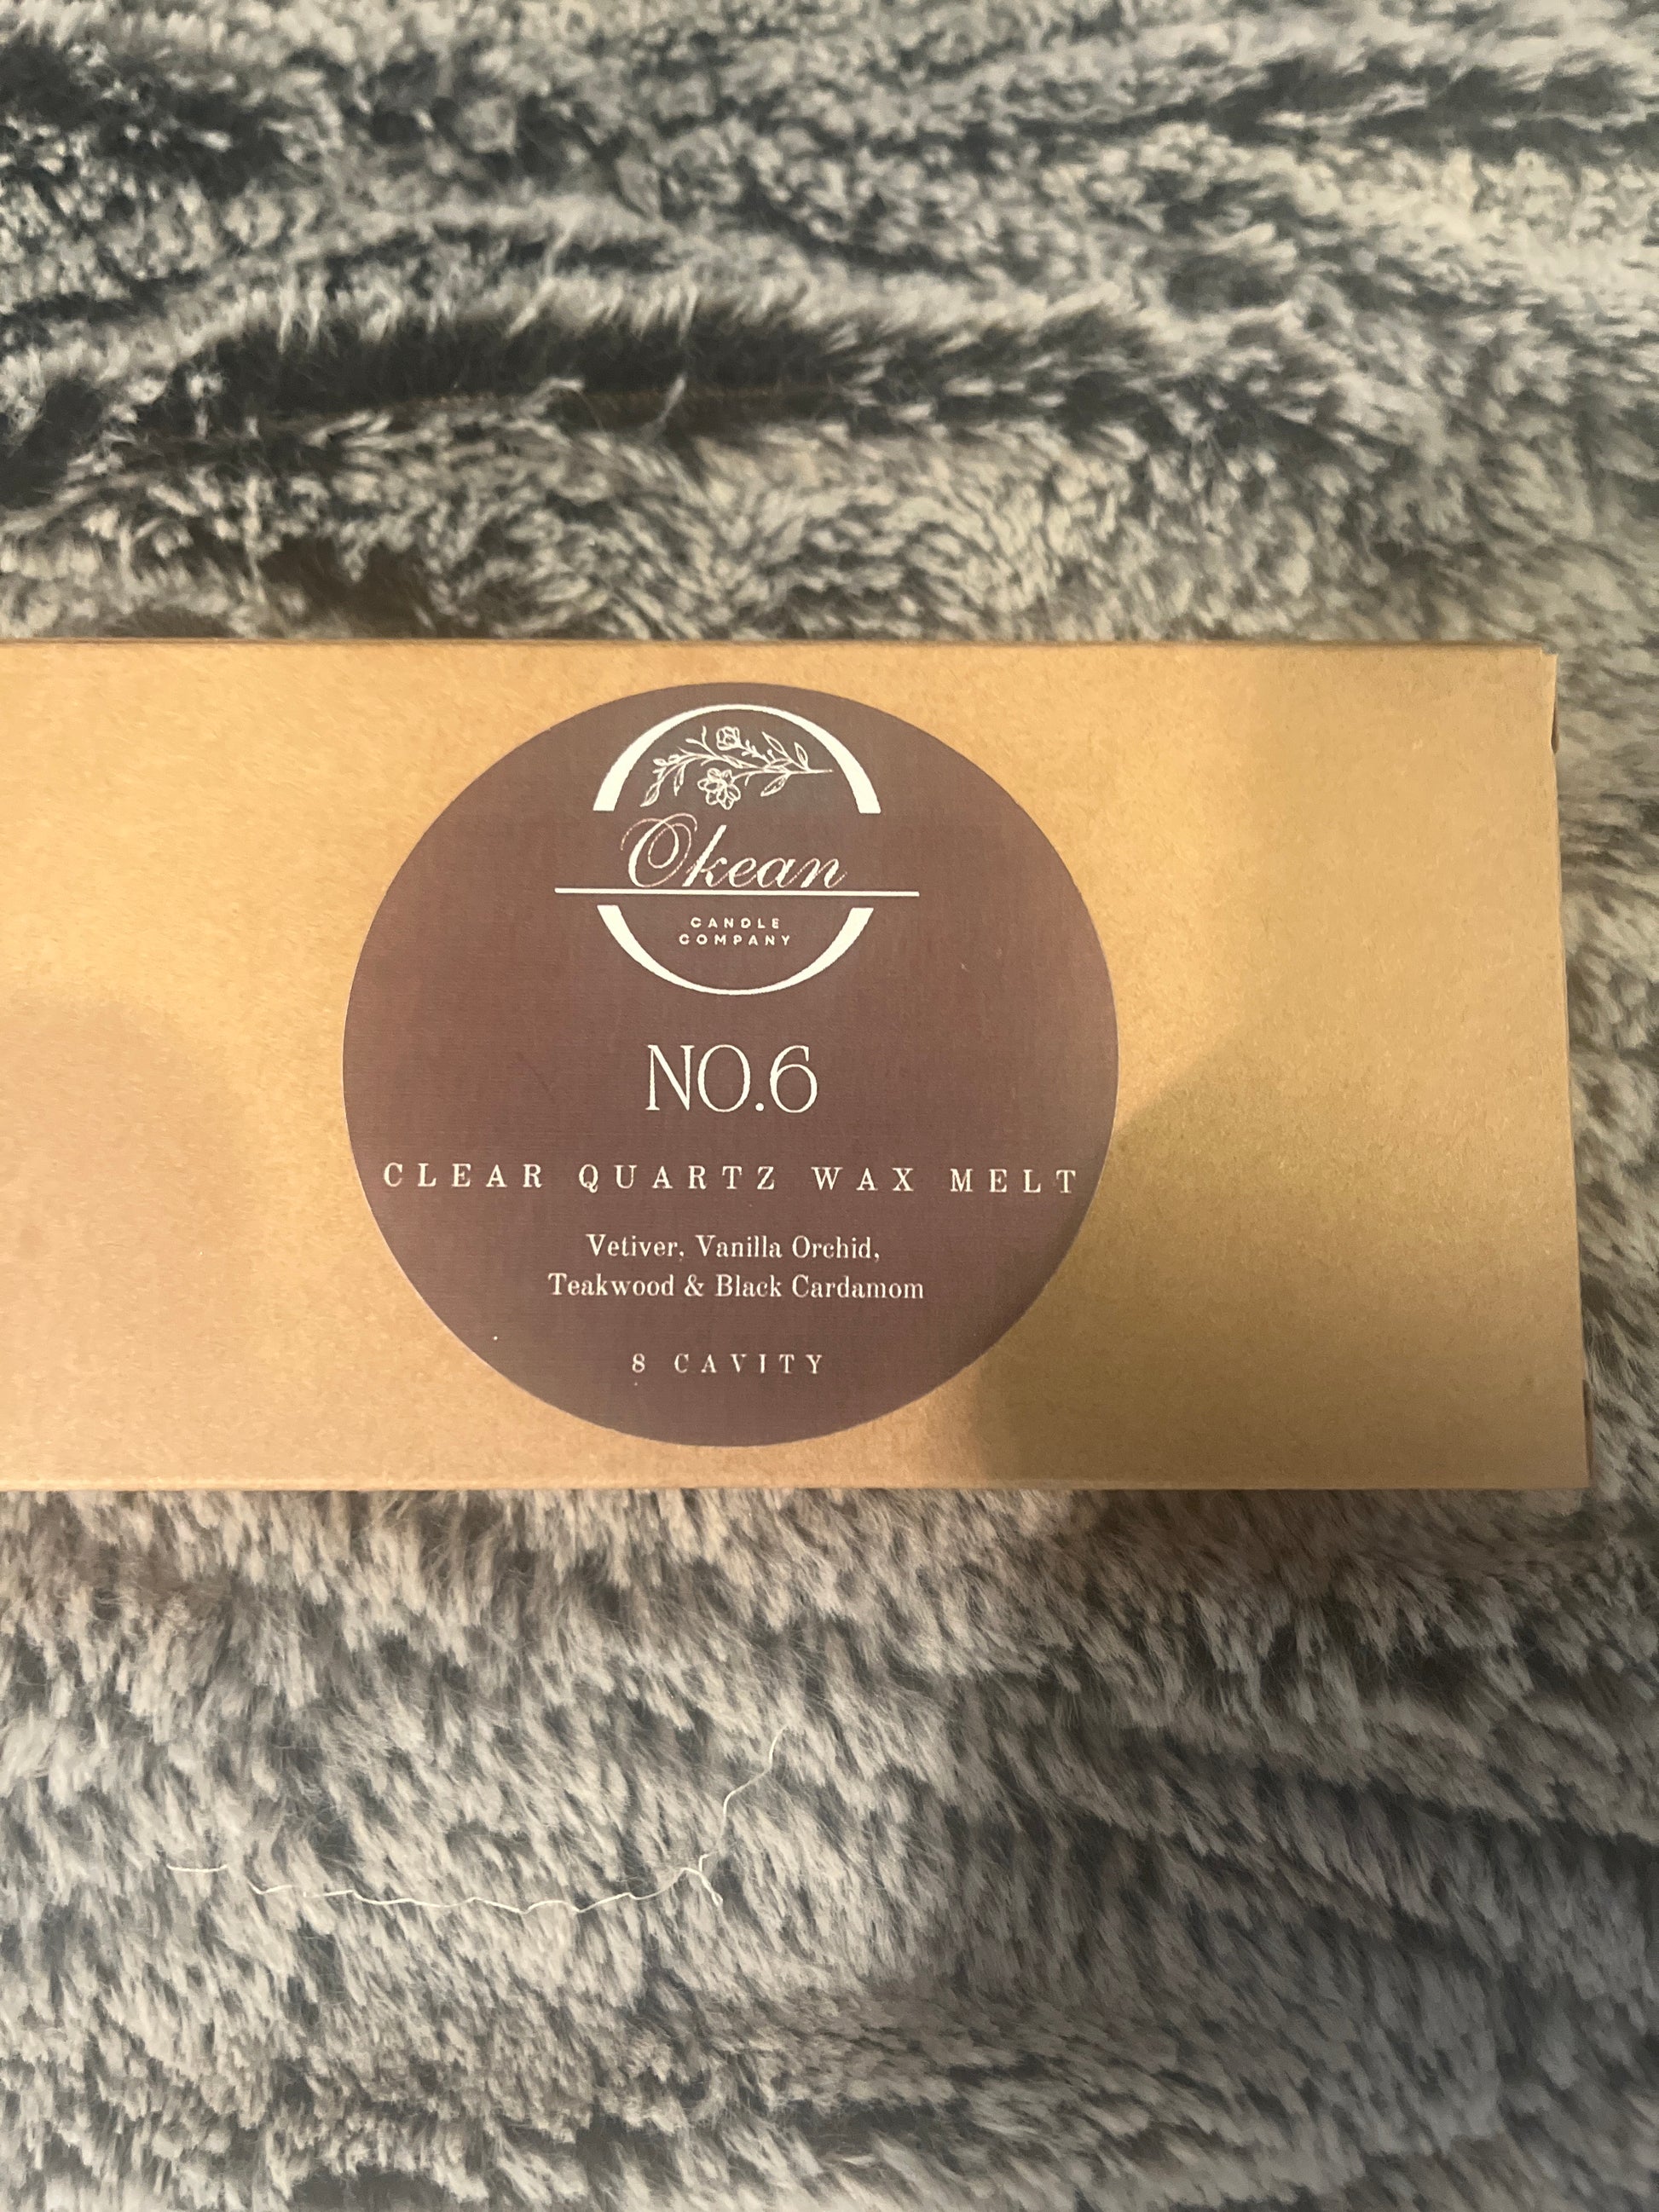 Okean
CANDLE
COMPANY
NO.6
CLEAR QUARTZ WAX MELT
Vetiver, Vanilla Orchid,
Teakwood & Black Cardamom
8 CAVITY